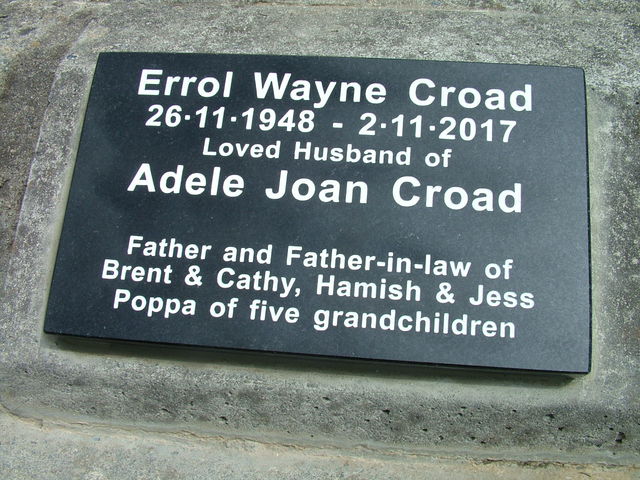 Errol Wayne Croad
26·11·1948 - 2·11·2017
Loved Husband of
Adele Joan Croad
Father and Father-in-law of
Brent & Cathy, Hamish & Jess
Poppa of five grandchildren